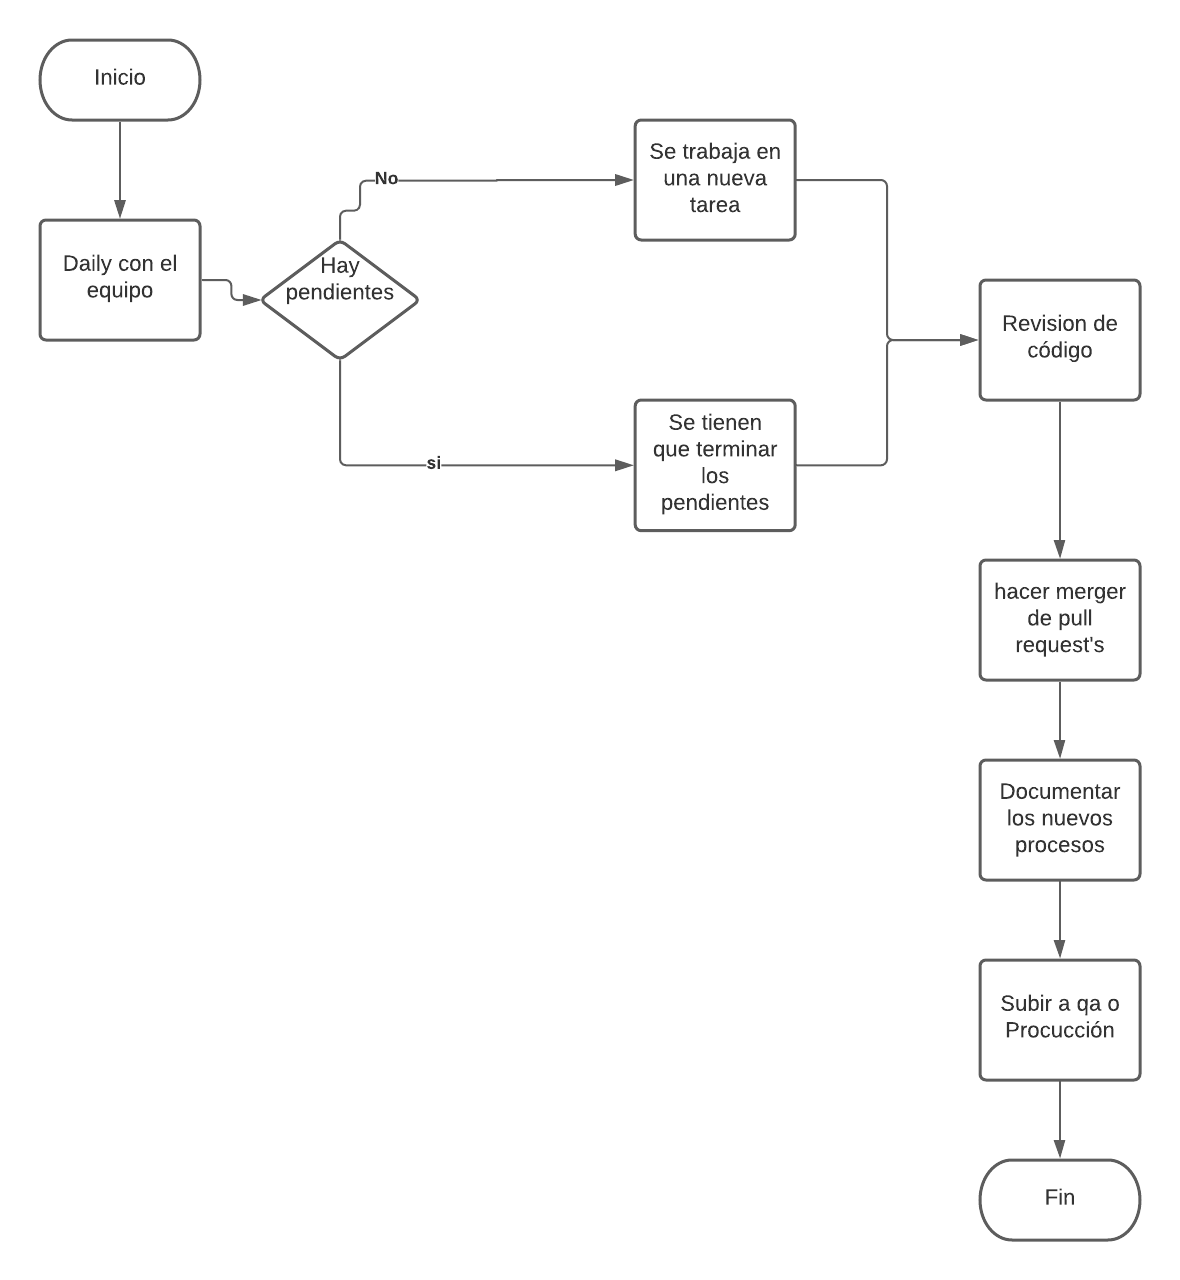 Inicio
Daily con el
equipo
Hay
pendientes
No
si
Se trabaja en
una nueva
tarea
Se tienen
que terminar
los
pendientes
Revision de
código
hacer merger
de pull
request's
Documentar
los nuevos
procesos
Subir a qa o
Procucción
Fin